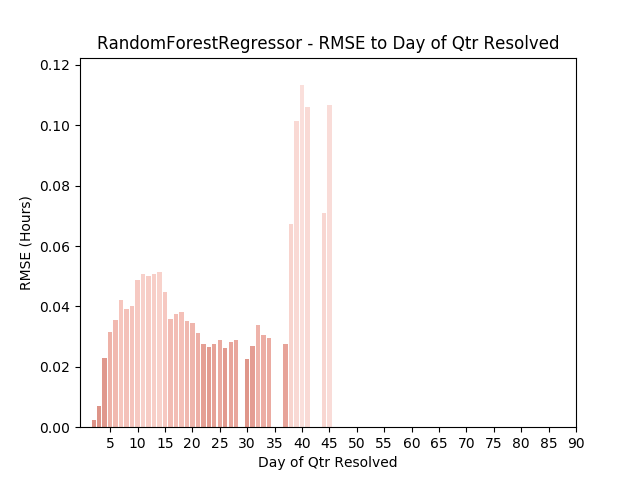 RandomForestRegressor - RMSE to Day of Qtr Resolved
0.12
0.10
0.08
0.06
0.04
0.02
0.00
RMSE (Hours)
5 10 15 20 25 30 35 40 45 50 55 60 65 70 75 80 85 90
Day of Qtr Resolved